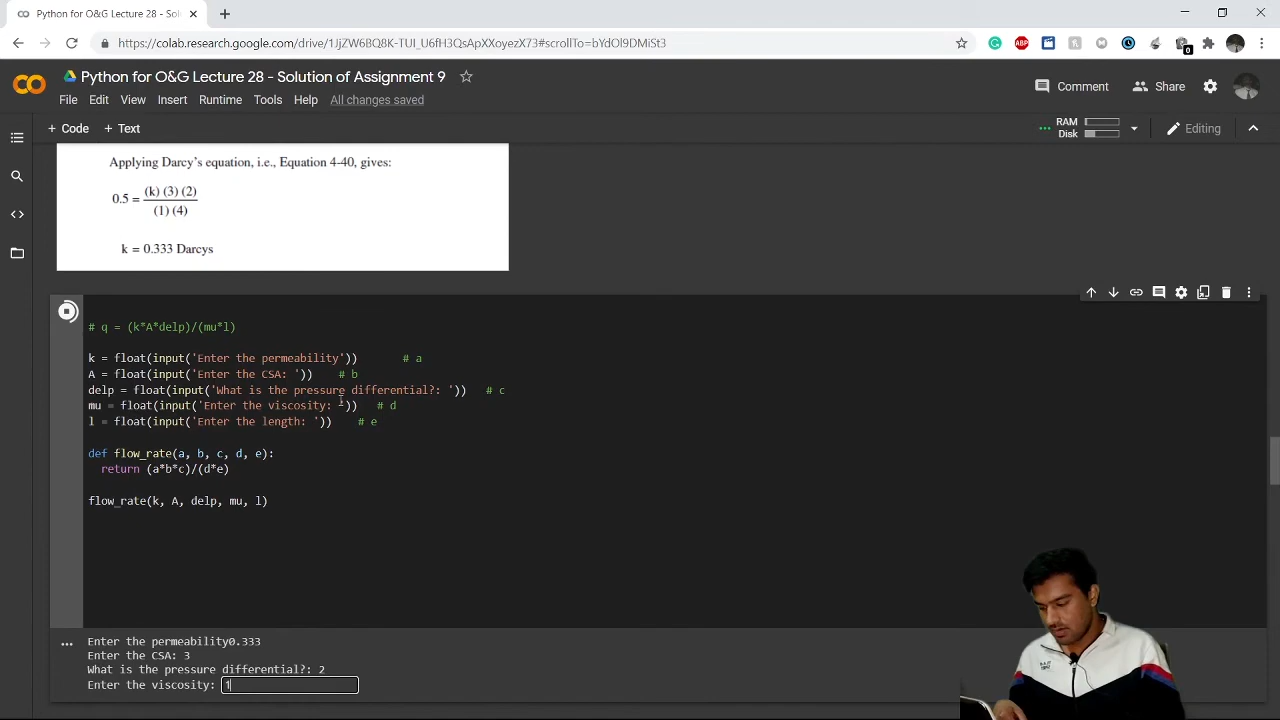 Python for O&G Lecture 28 - Sol
https://colab.research.google.com/drive/1JjZW6BQ8K-TUI_U6fH3QsApXXoyezX73#scrollTo=bYdOl9DMiSt3
Python for O&G Lecture 28 - Solution of Assignment 9
Comment
Share
File Edit View Insert Runtime Tools Help All changes saved
+ Code + Text
RAM
Disk
Editing
Applying Darcy's equation, i.e., Equation 4-40, gives:
0.5 = (k) (3) (2)
(1) (4)
k = 0.333 Darcys
# q = (k*A*delp)/(mu*l)
k = float(input('Enter the permeability')) # a
A = float(input('Enter the CSA: ')) # b
delp = float(input('What is the pressure differential?: ')) # c
mu = float(input('Enter the viscosity: ')) # d
l = float(input('Enter the length: ')) # e
def flow_rate(a, b, c, d, e):
return (a*b*c)/(d*e)
flow_rate(k, A, delp, mu, l)
Enter the permeability0.333
Enter the CSA: 3
What is the pressure differential?: 2
Enter the viscosity: 1